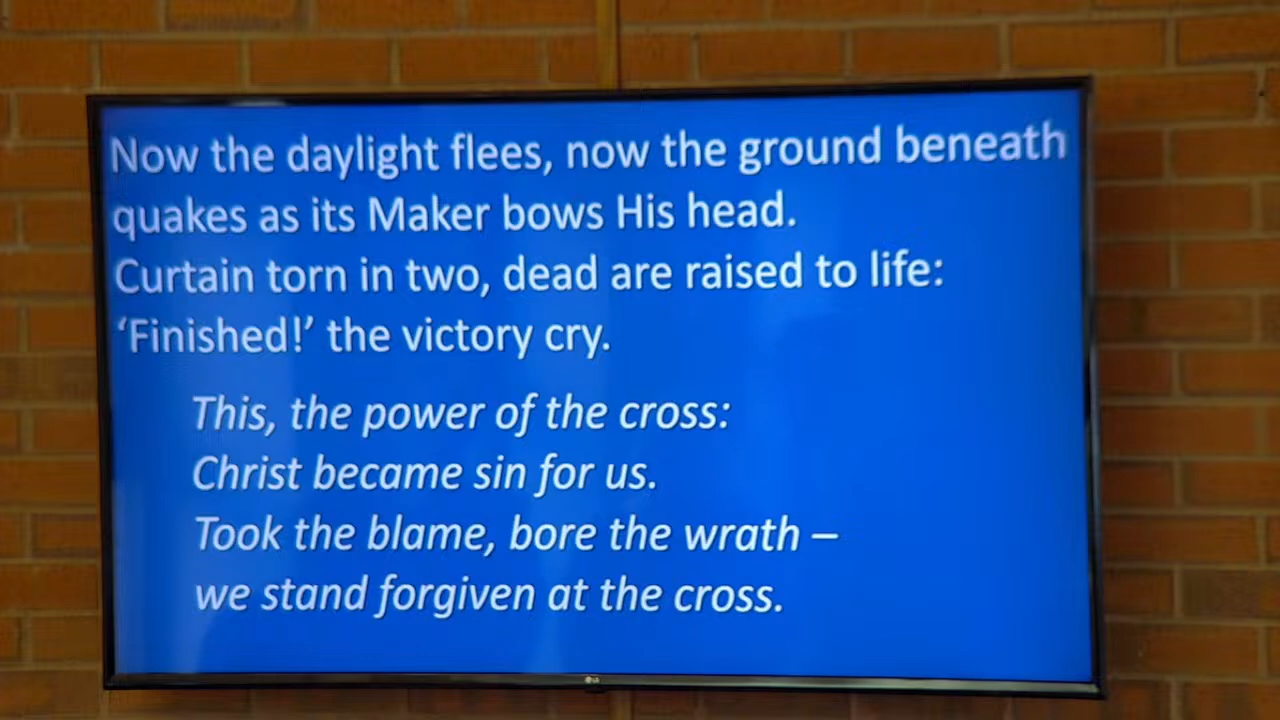 Now the daylight flees, now the ground beneath
quakes as its Maker bows His head.
Curtain torn in two, dead are raised to life:
‘Finished!’ the victory cry.
This, the power of the cross:
Christ became sin for us.
Took the blame, bore the wrath –
we stand forgiven at the cross.
LG